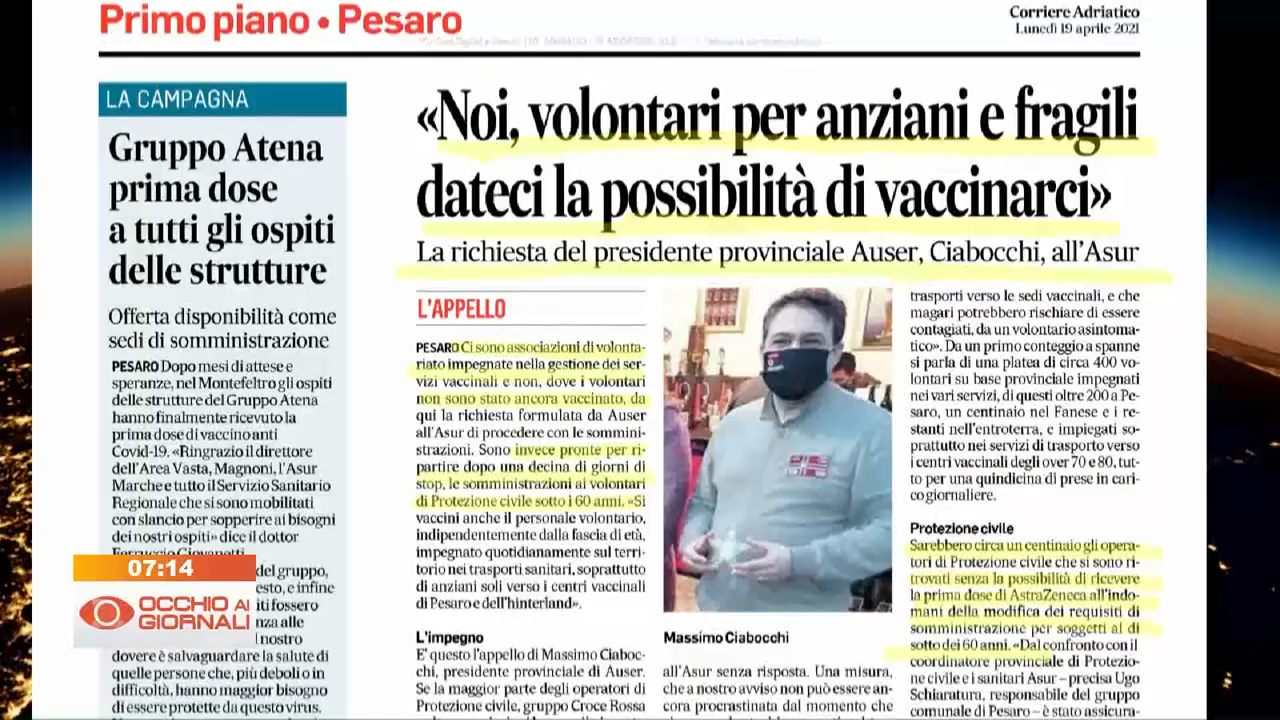 Primo piano • Pesaro
Corriere Adriatico
Lunedì 19 aprile 2021
LA CAMPAGNA
Gruppo Atena
prima dose
a tutti gli ospiti
delle strutture
Offerta disponibilità come
sedi di somministrazione
PESARO Dopo mesi di attese e
speranze, nel Montefeltro gli ospiti
delle strutture del Gruppo Atena
hanno finalmente ricevuto la
prima dose di vaccino anti
Covid-19. «Ringrazio il direttore
dell'Area Vasta, Magnoni, l'Asur
Marche e tutto il Servizio Sanitario
Regionale che si sono mobilitati
con slancio per sopperire ai bisogni
dei nostri ospiti» dice il dottor
del gruppo,
esto, e infine
iti fossero
nza alle
l nostro
dovere è salvaguardare la salute di
quelle persone che, più deboli o in
difficoltà, hanno maggior bisogno
di essere protette da questo virus.
«Noi, volontari per anziani e fragili
dateci la possibilità di vaccinarci»
La richiesta del presidente provinciale Auser, Ciabocchi, all'Asur
L'APPELLO
PESARO Ci sono associazioni di volonta-
riato impegnate nella gestione dei ser-
vizi vaccinali e non, dove i volontari
non sono stato ancora vaccinato, da
qui la richiesta formulata da Auser
all'Asur di procedere con le sommini-
strazioni. Sono invece pronte per ri-
partire dopo una decina di giorni di
stop, le somministrazioni ai volontari
di Protezione civile sotto i 60 anni. «Si
vaccini anche il personale volontario,
indipendentemente dalla fascia di età,
impegnato quotidianamente sul terri-
torio nei trasporti sanitari, soprattutto
di anziani soli verso i centri vaccinali
di Pesaro e dell'hinterland».
L'impegno
E' questo l'appello di Massimo Ciaboc-
chi, presidente provinciale di Auser.
Se la maggior parte degli operatori di
Protezione civile, gruppo Croce Rossa
Massimo Ciabocchi
all'Asur senza risposta. Una misura,
che a nostro avviso non può essere an-
cora procrastinata dal momento che
trasporti verso le sedi vaccinali, e che
magari potrebbero rischiare di essere
contagiati, da un volontario asintoma-
tico». Da un primo conteggio a spanne
si parla di una platea di circa 400 vo-
lontari su base provinciale impegnati
nei vari servizi, di questi oltre 200 a Pe-
saro, un centinaio nel Fanese e i re-
stanti nell'entroterra, e impiegati so-
prattutto nei servizi di trasporto verso
i centri vaccinali degli over 70 e 80, tut-
to per una quindicina di prese in cari-
co giornaliere.
Protezione civile
Sarebbero circa un centinaio gli opera-
tori di Protezione civile che si sono ri-
trovati senza la possibilità di ricevere
la prima dose di AstraZeneca all'indo-
mani della modifica dei requisiti di
somministrazione per soggetti al di
sotto dei 60 anni. «Dal confronto con il
coordinatore provinciale di Protezio-
ne civile e i sanitari Asur – precisa Ugo
Schiaratura, responsabile del gruppo
comunale di Pesaro – è stato assicura-
07:14
OCCHIO AI
GIORNALI